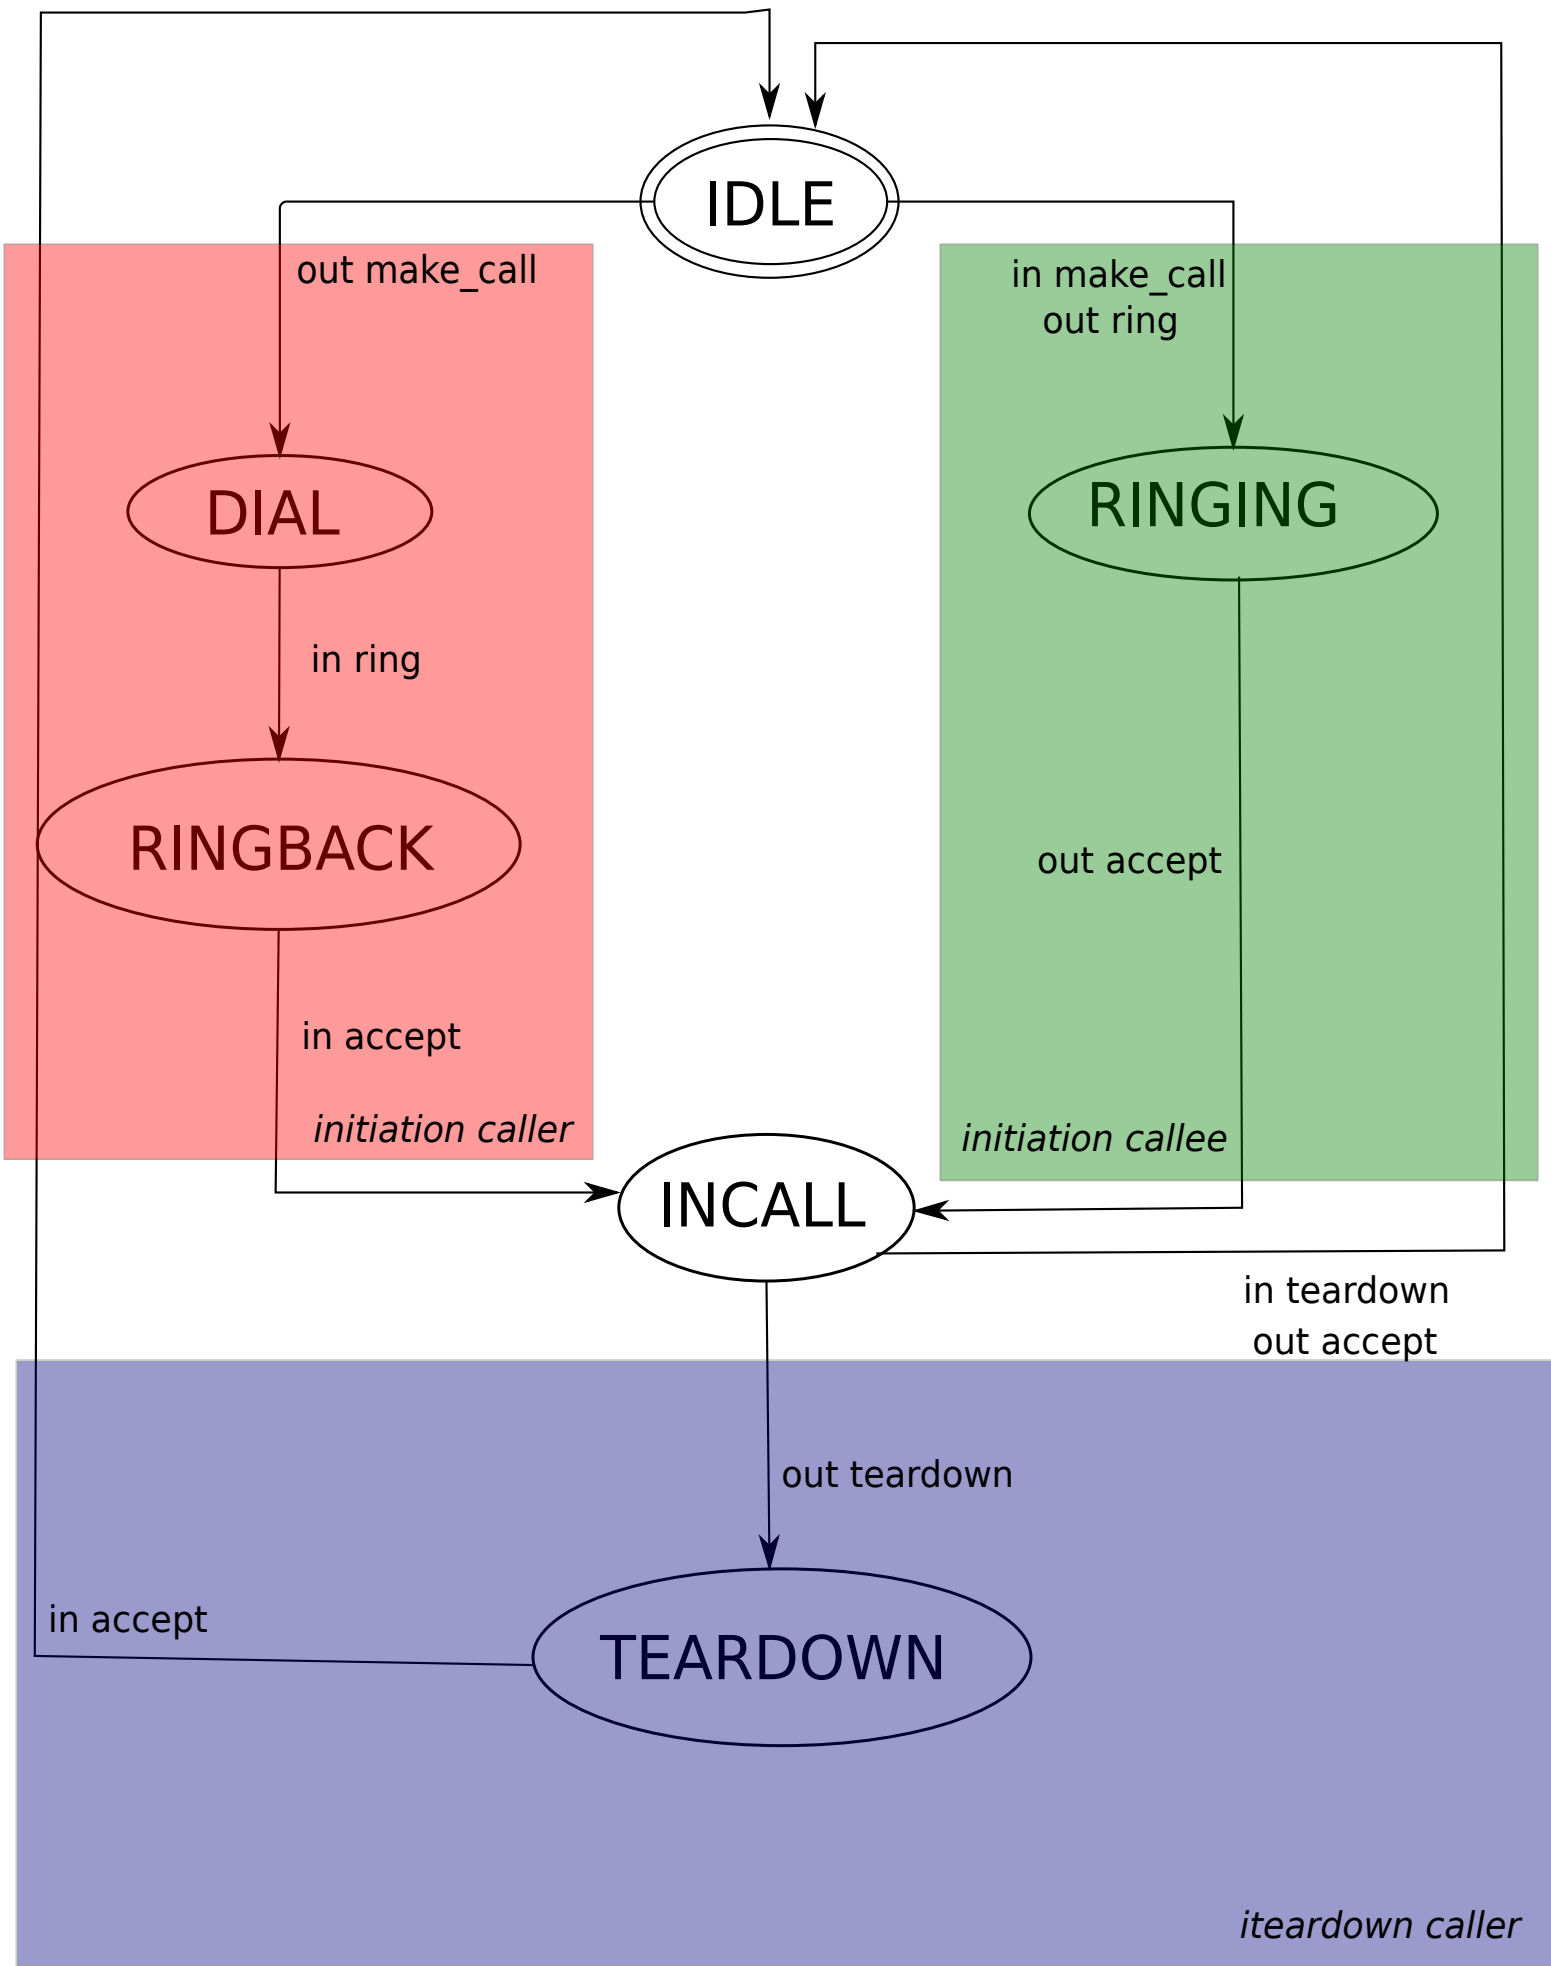 IDLE
out make_call
in make_call
out ring
DIAL
RINGING
in ring
RINGBACK
out accept
in accept
initiation caller
initiation callee
INCALL
in teardown
out accept
out teardown
in accept
TEARDOWN
iteardown caller